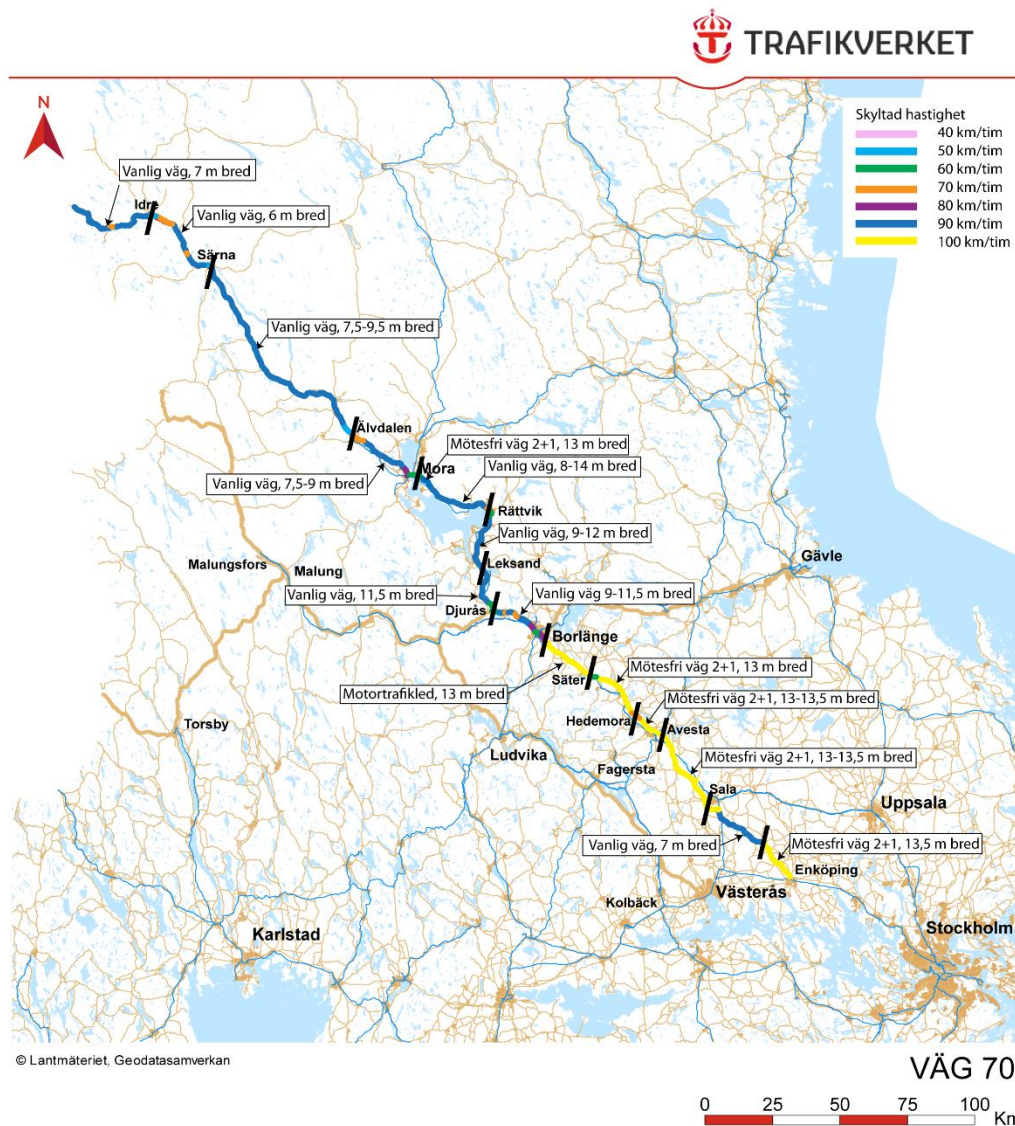 TRAFIKVERKET
N
Skyltad hastighet
40 km/tim
50 km/tim
60 km/tim
70 km/tim
80 km/tim
90 km/tim
100 km/tim
Vanlig väg, 7 m bred
Idre
Vanlig väg, 6 m bred
Särna
Vanlig väg, 7,5-9,5 m bred
Älvdalen
Mötesfri väg 2+1, 13 m bred
Mora
Vanlig väg, 8-14 m bred
Vanlig väg, 7,5-9 m bred
Rättvik
Vanlig väg, 9-12 m bred
Gävle
Malungsfors
Malung
Leksand
Vanlig väg, 11,5 m bred
Vanlig väg 9-11,5 m bred
Djurås
Borlänge
Mötesfri väg 2+1, 13 m bred
Säter
Motortrafikled, 13 m bred
Mötesfri väg 2+1, 13-13,5 m bred
Hedemora
Torsby
Avesta
Ludvika
Mötesfri väg 2+1, 13-13,5 m bred
Fagersta
Sala
Uppsala
Vanlig väg, 7 m bred
Mötesfri väg 2+1, 13,5 m bred
Enköping
Västerås
Kolbäck
Karlstad
Stockholm
© Lantmäteriet, Geodatasamverkan
VÄG 70
0 25 50 75 100
Km